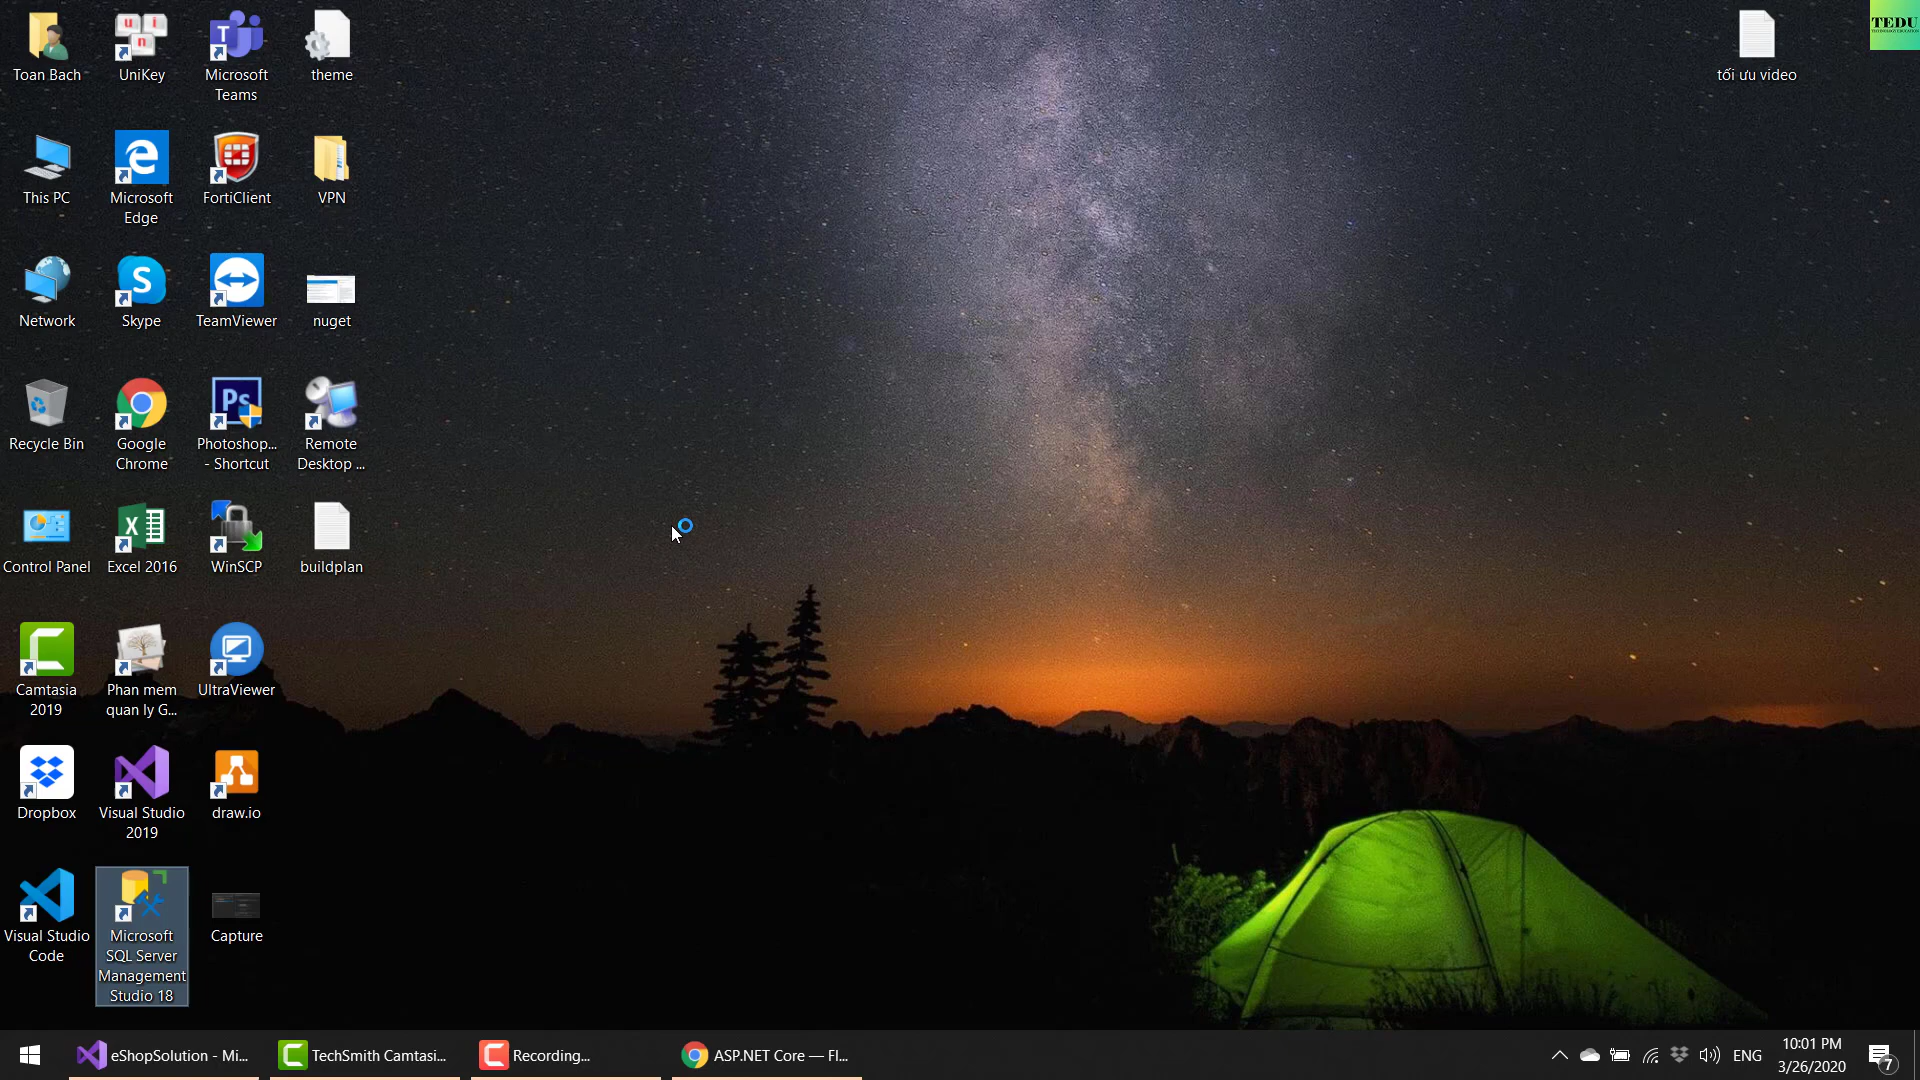 Toan Bach
UniKey
Microsoft
Teams
theme
tối ưu video
TEDU
This PC
Microsoft
Edge
FortiClient
VPN
Network
Skype
TeamViewer
nuget
Recycle Bin
Google
Chrome
Photoshop...
- Shortcut
Remote
Desktop ...
Control Panel
Excel 2016
WinSCP
buildplan
Camtasia
2019
Phan mem
quan ly G...
UltraViewer
Dropbox
Visual Studio
2019
draw.io
Visual Studio
Code
Microsoft
SQL Server
Management
Studio 18
Capture
eShopSolution - Mi...
TechSmith Camtasi...
Recording...
ASP.NET Core — Fl...
ENG
10:01 PM
3/26/2020
7